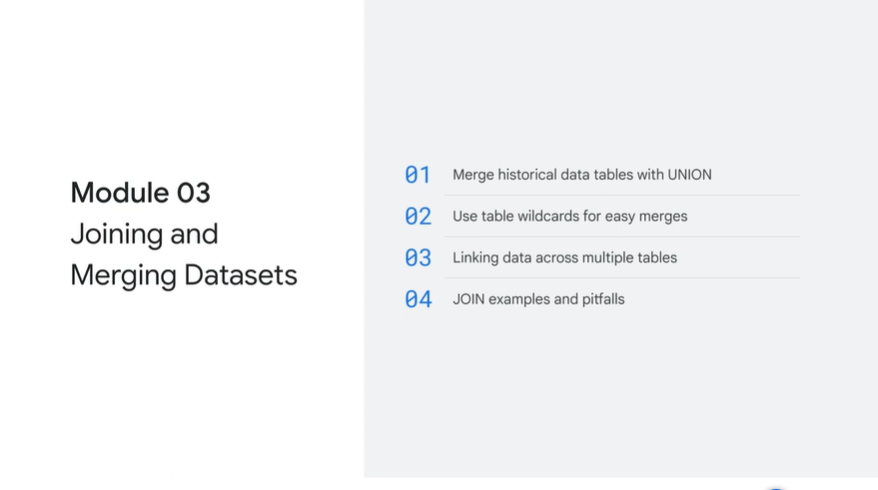 Module 03
Joining and
Merging Datasets
01 Merge historical data tables with UNION
02 Use table wildcards for easy merges
03 Linking data across multiple tables
04 JOIN examples and pitfalls